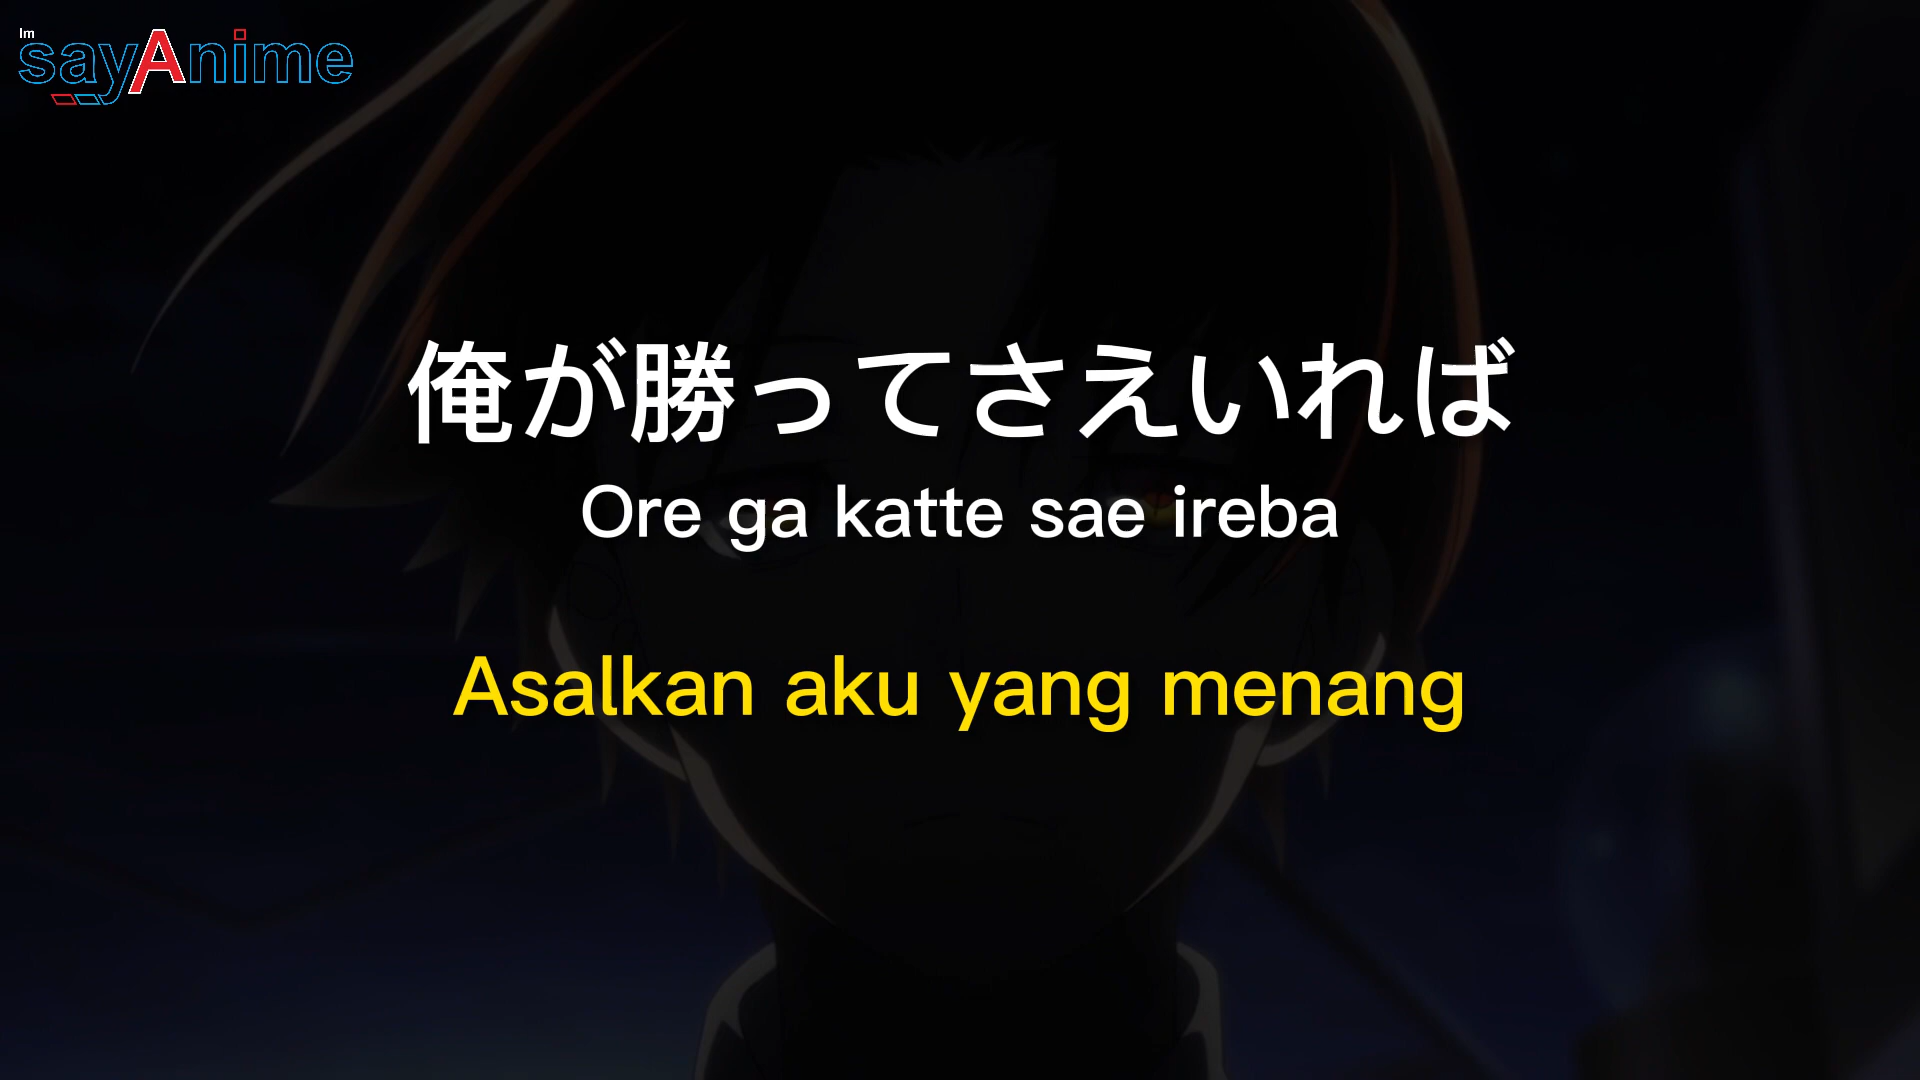 Im
sayAnime
俺が勝ってさえいれば
Ore ga katte sae ireba
Asalkan aku yang menang